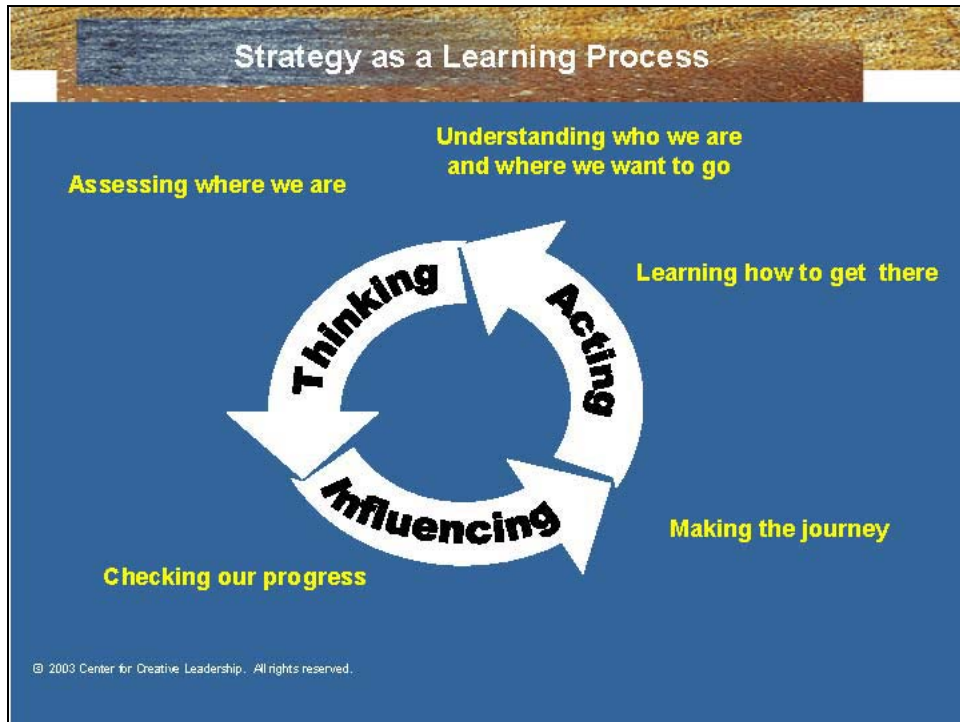 Strategy as a Learning Process
Understanding who we are
and where we want to go
Assessing where we are
Learning how to get there
Thinking
Acting
Influencing
Making the journey
Checking our progress
© 2003 Center for Creative Leadership. All rights reserved.